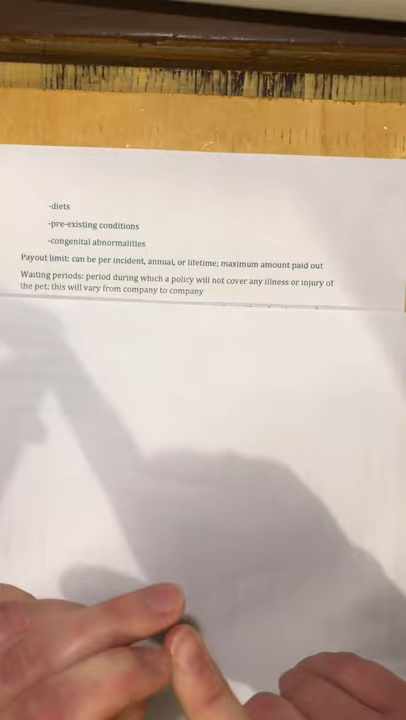 -diets
-pre-existing conditions
-congenital abnormalities
Payout limit: can be per incident, annual, or lifetime; maximum amount paid out
Waiting periods: period during which a policy will not cover any illness or injury of
the pet; this will vary from company to company